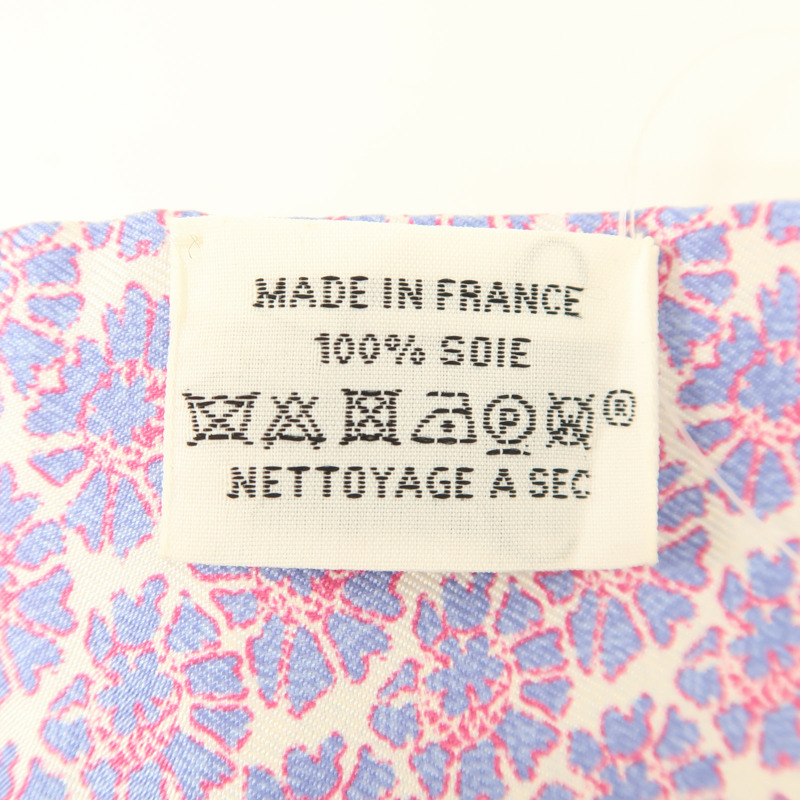 MADE IN FRANCE
100% SOIE
P W ®
NETTOYAGE A SEC